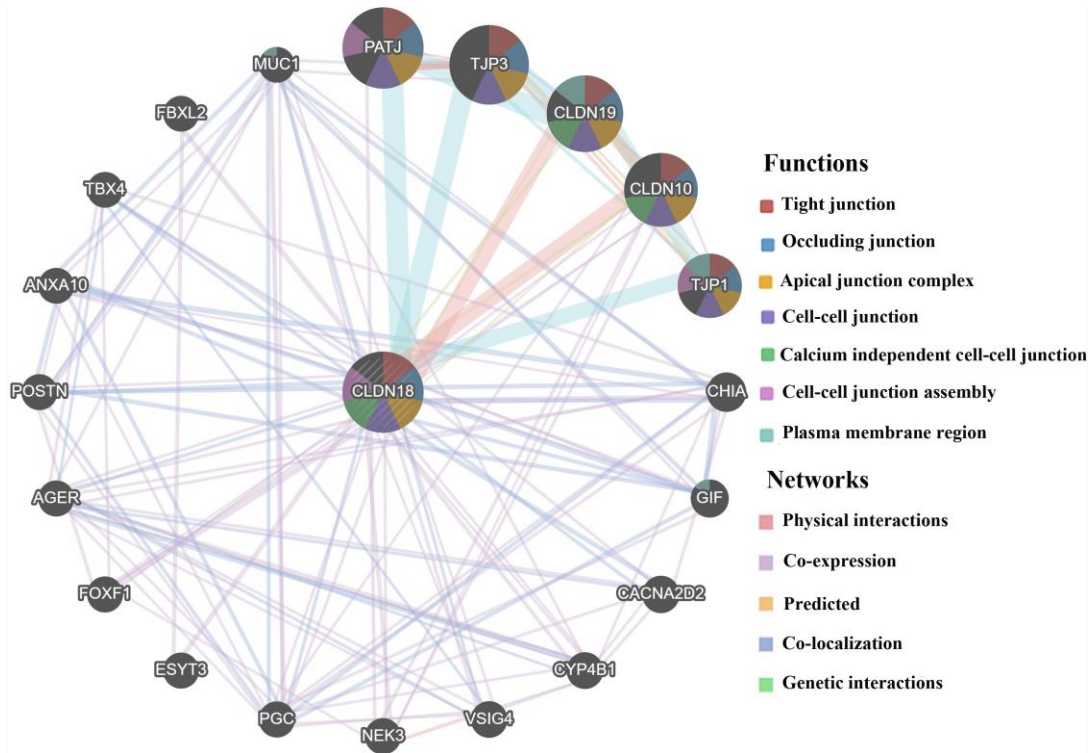 PATJ
TJP3
MUC1
CLDN19
FBXL2
CLDN10
TBX4
TJP1
ANXA10
POSTN
CLDN18
CHIA
AGER
GIF
FOXF1
CACNA2D2
ESYT3
CYP4B1
PGC
VSIG4
NEK3
Functions
Tight junction
Occluding junction
Apical junction complex
Cell-cell junction
Calcium independent cell-cell junction
Cell-cell junction assembly
Plasma membrane region
Networks
Physical interactions
Co-expression
Predicted
Co-localization
Genetic interactions